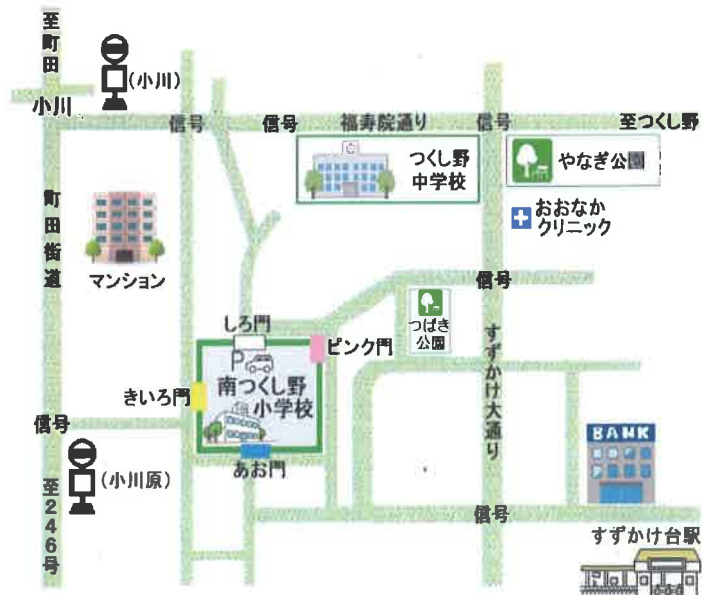 至町田
(小川)
小川
信号
信号
福寿院通り
信号
至つくし野
つくし野
中学校
やなぎ公園
おおなか
クリニック
町田街道
マンション
信号
つばき
公園
しろ門
ピンク門
P
すずかけ大通り
きいろ門
南つくし野
小学校
信号
BANK
あお門
(小川原)
至246号
信号
すずかけ台駅